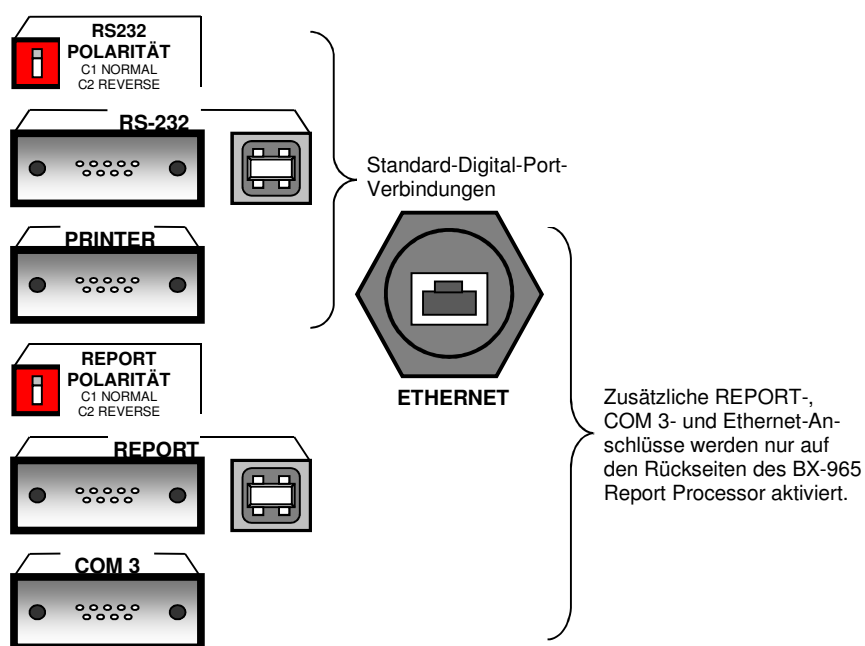 RS232
POLARITÄT
C1 NORMAL
C2 REVERSE
RS-232
PRINTER
Standard-Digital-Port-
Verbindungen
ETHERNET
REPORT
POLARITÄT
C1 NORMAL
C2 REVERSE
REPORT
COM 3
Zusätzliche REPORT-,
COM 3- und Ethernet-An-
schlüsse werden nur auf
den Rückseiten des BX-965
Report Processor aktiviert.